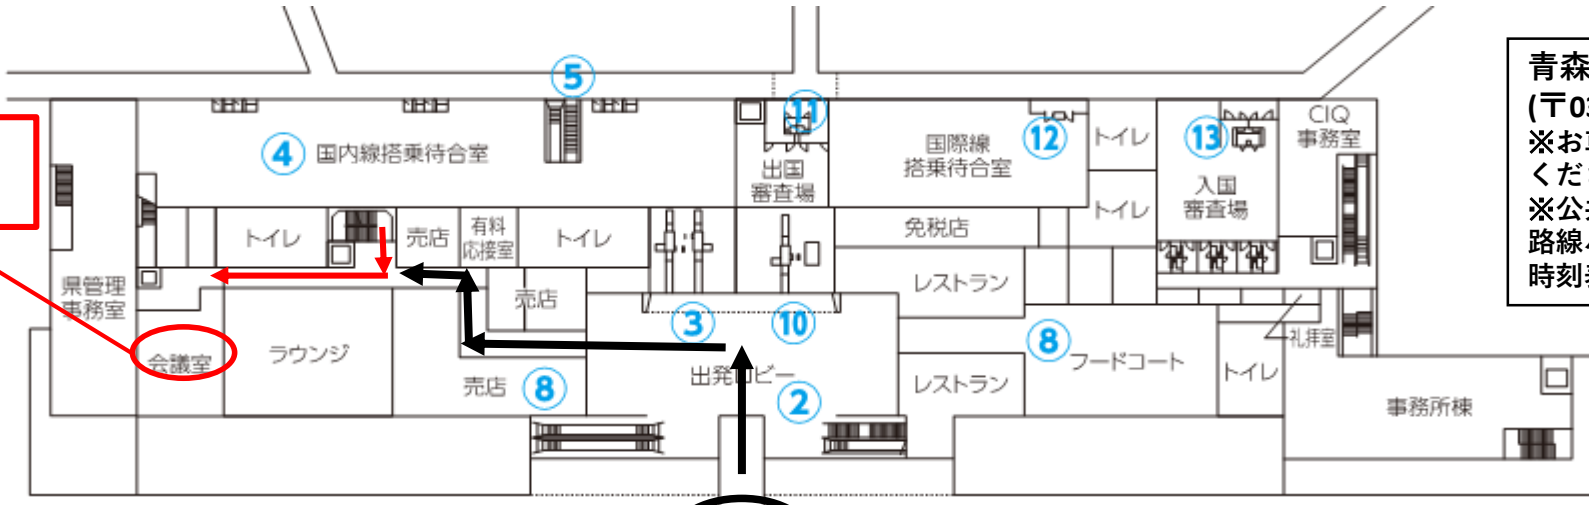 ⑤
⑪
④ 国内線搭乗待合室
出国
審査場
国際線
搭乗待合室
⑫
トイレ
⑬
入国
審査場
CIQ
事務室
トイレ
売店
有料
応接室
トイレ
免税店
トイレ
県管理
事務室
売店
レストラン
③
⑩
会議室
ラウンジ
売店
⑧
出発ロビー
②
レストラン
⑧
フードコート
トイレ
礼拝室
事務所棟
青森
(〒03
※お
くだ
※公
路線
時刻